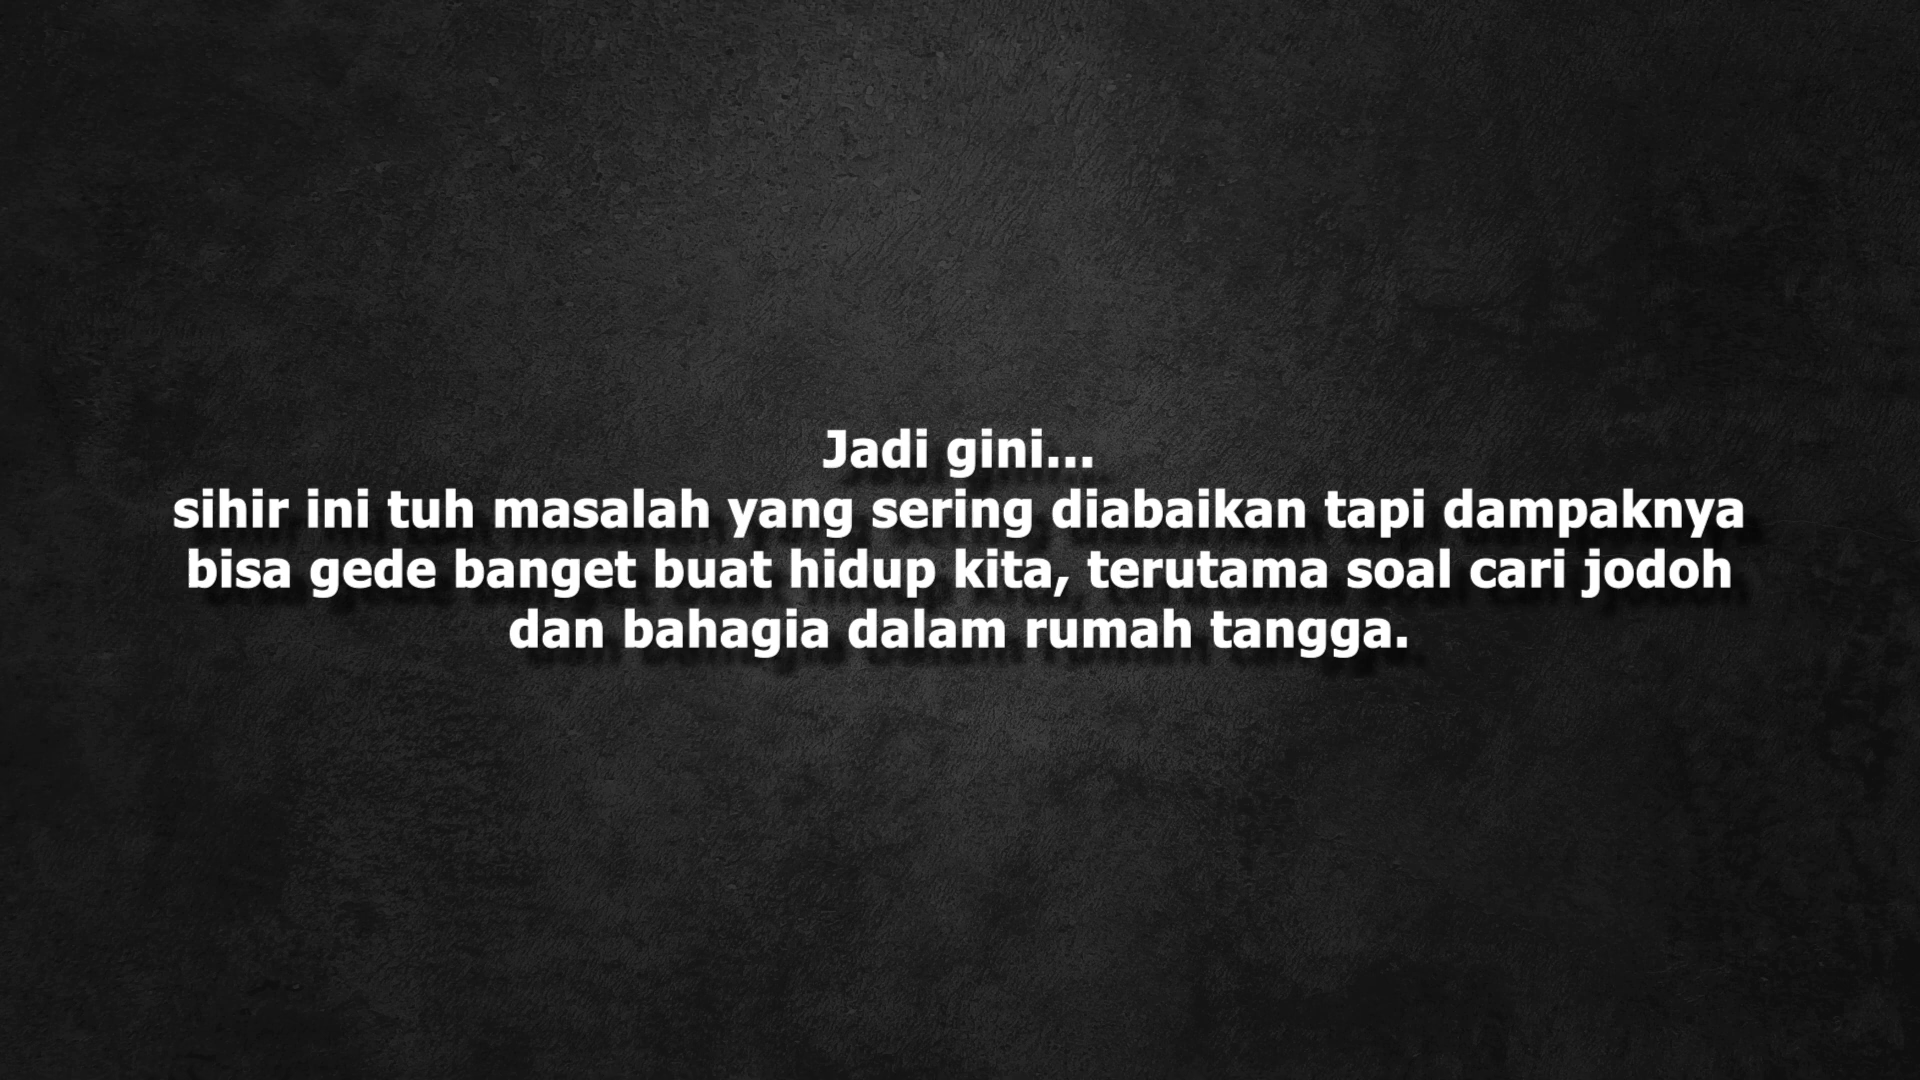 Jadi gini...
sihir ini tuh masalah yang sering diabaikan tapi dampaknya
bisa gede banget buat hidup kita, terutama soal cari jodoh
dan bahagia dalam rumah tangga.